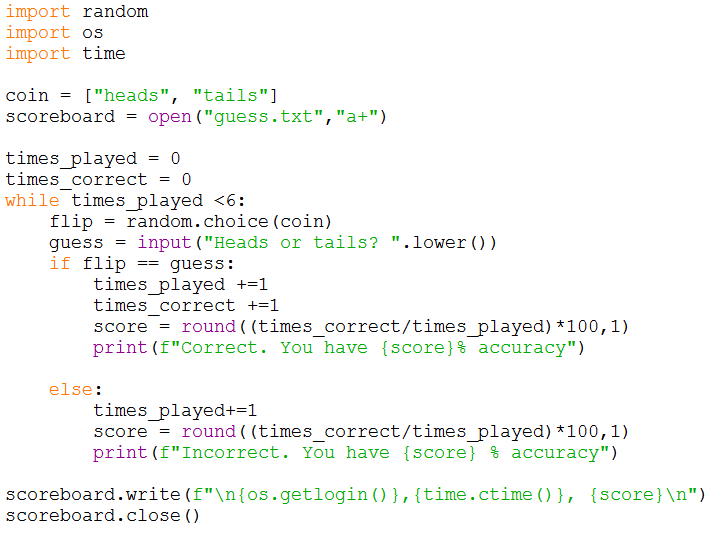 import random
import os
import time
coin = ["heads", "tails"]
scoreboard = open("guess.txt","a+")
times_played = 0
times_correct = 0
while times_played <6:
    flip = random.choice(coin)
    guess = input("Heads or tails? ".lower())
    if flip == guess:
        times_played +=1
        times_correct +=1
        score = round((times_correct/times_played)*100,1)
        print(f"Correct. You have {score}% accuracy")
    else:
        times_played+=1
        score = round((times_correct/times_played)*100,1)
        print(f"Incorrect. You have {score} % accuracy")
scoreboard.write(f"\n{os.getlogin()},{time.ctime()}, {score}\n")
scoreboard.close()